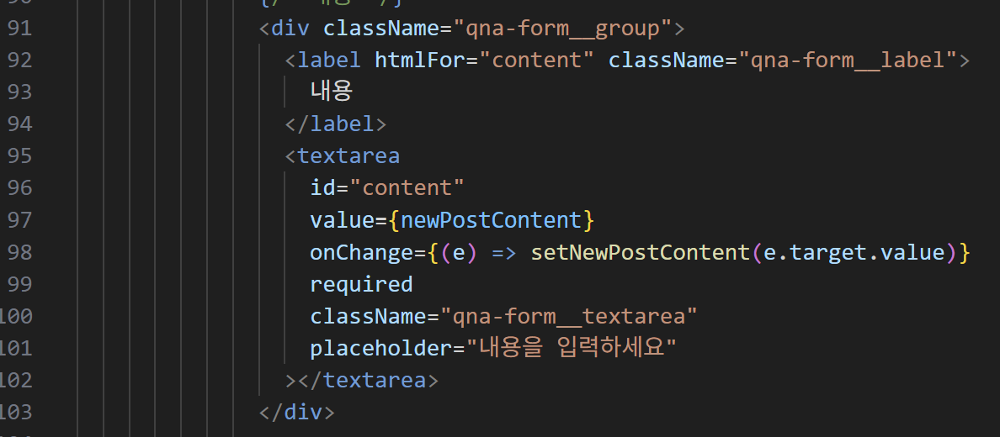 91 <div className="qna-form__group">
92 <label htmlFor="content" className="qna-form__label">
93 내용
94 </label>
95 <textarea
96 id="content"
97 value={newPostContent}
98 onChange={(e) => setNewPostContent(e.target.value)}
99 required
100 className="qna-form__textarea"
101 placeholder="내용을 입력하세요"
102 ></textarea>
103 </div>